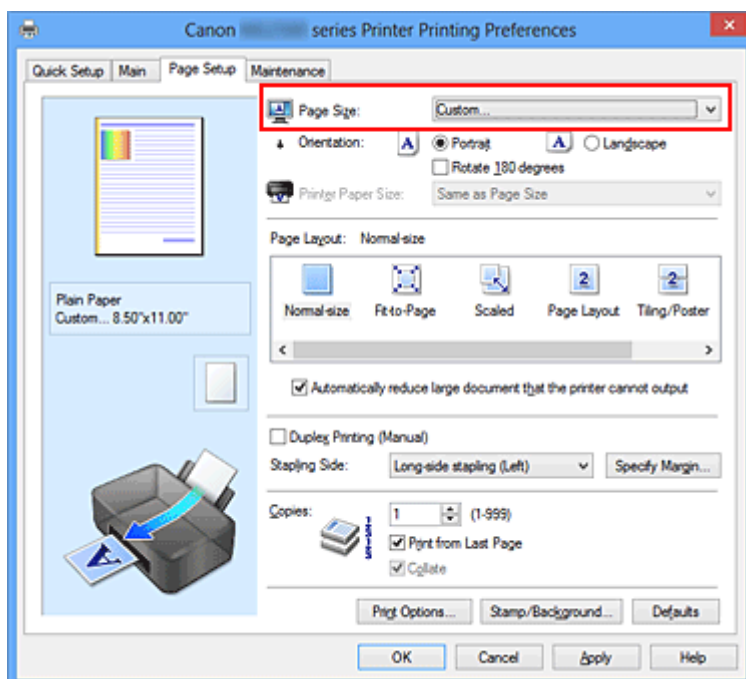 Canon series Printer Printing Preferences
Quick Setup Main Page Setup Maintenance
Page Size: Custom...
Orientation: A Portrait A Landscape
Rotate 180 degrees
Printer Paper Size: Same as Page Size
Page Layout: Normal-size
Normal-size Fit-to-Page Scaled Page Layout Tiling/Poster
Plain Paper
Custom... 8.50"x11.00"
Automatically reduce large document that the printer cannot output
Duplex Printing (Manual)
Stapling Side: Long-side stapling (Left) Specify Margin...
Copies: 1 (1-999)
Print from Last Page
Collate
Print Options... Stamp/Background... Defaults
OK Cancel Apply Help